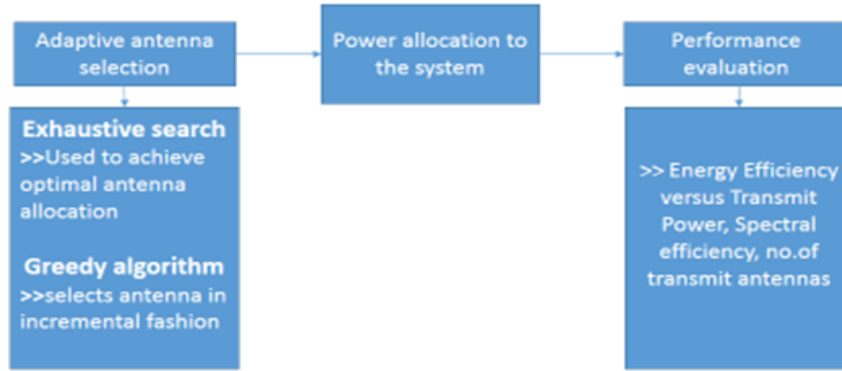 Adaptive antenna
selection
Power allocation to
the system
Performance
evaluation
Exhaustive search
>>Used to achieve
optimal antenna
allocation
Greedy algorithm
>>selects antenna in
incremental fashion
>> Energy Efficiency
versus Transmit
Power, Spectral
efficiency, no.of
transmit antennas